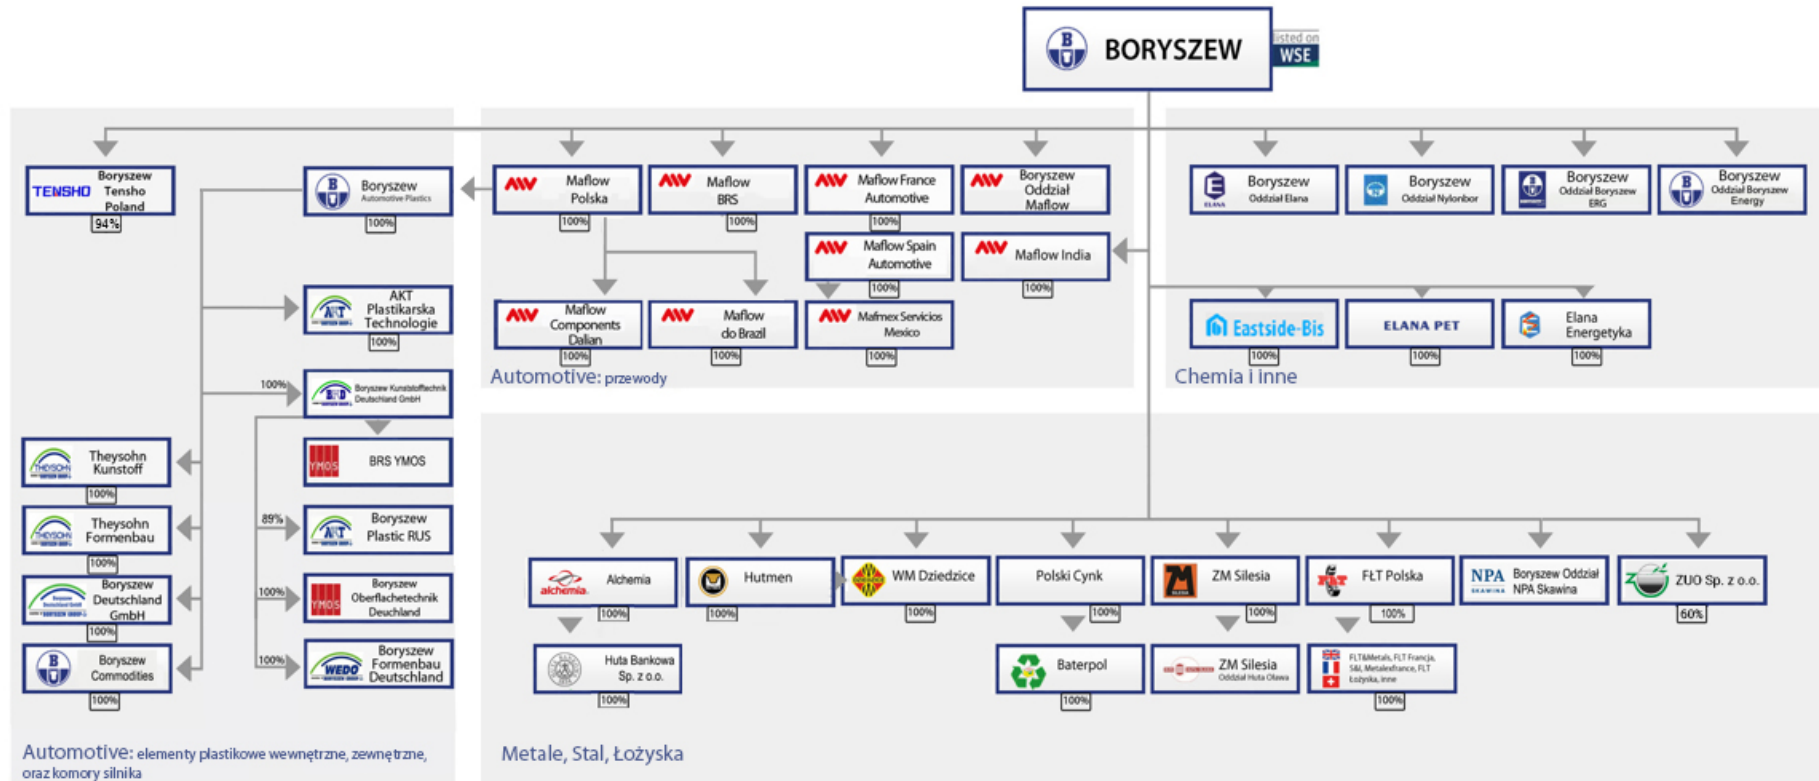 BORYSZEW
listed on
WSE
TENSHO
Boryszew
Tensho
Poland
94%
Boryszew
Automotive Plastics
100%
AKT
Plastikarska
Technologie
100%
100%
Boryszew Kunststofftechnik
Deutschland GmbH
YMOS
BRS YMOS
Theysohn
Kunstoff
100%
89%
Boryszew
Plastic RUS
Theysohn
Formenbau
100%
100%
YMOS
Boryszew
Oberflachetechnik
Deuchland
Boryszew
Deutschland
GmbH
100%
100%
WEDO
Boryszew
Formenbau
Deutschland
Boryszew
Commodities
100%
Automotive: elementy plastikowe wewnętrzne, zewnętrzne,
oraz komory silnika
Maflow
Polska
100%
Maflow
BRS
100%
Maflow France
Automotive
100%
Boryszew
Oddział
Maflow
Maflow Spain
Automotive
100%
Maflow India
100%
Maflow
Components
Dalian
100%
Maflow
do Brazil
100%
Mafmex Servicios
Mexico
100%
Automotive: przewody
ELANA
Boryszew
Oddział Elana
Boryszew
Oddział Nylonbor
Boryszew
Oddział Boryszew
ERG
Boryszew
Oddział Boryszew
Energy
Eastside-Bis
100%
ELANA PET
100%
Elana
Energetyka
100%
Chemia i inne
alchemia
Alchemia
100%
Hutmen
100%
WM Dziedzice
100%
Polski Cynk
100%
SILESIA
ZM Silesia
100%
FŁT Polska
100%
NPA
SKAWINA
Boryszew Oddział
NPA Skawina
ZUO Sp. z o.o.
60%
Huta Bankowa
Sp. z o.o.
100%
Baterpol
100%
ZM Silesia
Oddział Huta Oława
FLT&Metals, FLT Francja,
S&I, Metalexfrance, FLT
Łożyska, inne
100%
Metale, Stal, Łożyska